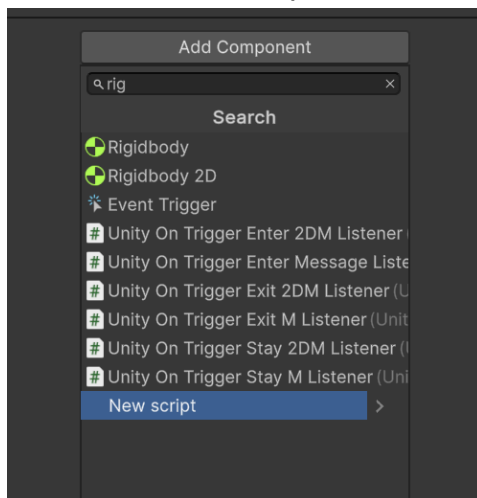 Add Component
rig
Search
Rigidbody
Rigidbody 2D
Event Trigger
Unity On Trigger Enter 2DM Listener (
Unity On Trigger Enter Message Liste
Unity On Trigger Exit 2DM Listener (U
Unity On Trigger Exit M Listener (Unit
Unity On Trigger Stay 2DM Listener (
Unity On Trigger Stay M Listener (Uni
New script